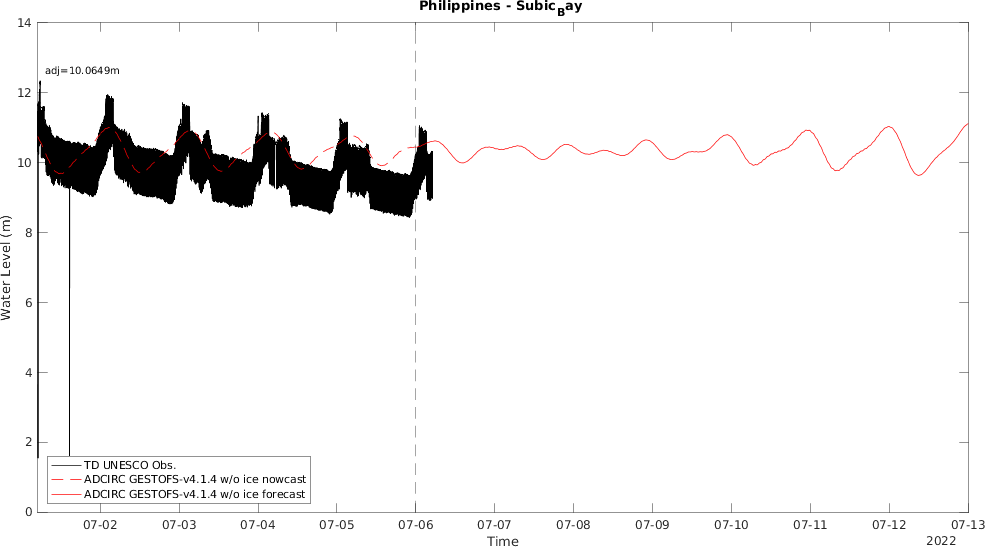 Philippines - Subic_Bay
adj=10.0649m
14
12
10
8
6
4
2
0
Water Level (m)
TD UNESCO Obs.
ADCIRC GESTOFS-v4.1.4 w/o ice nowcast
ADCIRC GESTOFS-v4.1.4 w/o ice forecast
07-02 07-03 07-04 07-05 07-06 07-07 07-08 07-09 07-10 07-11 07-12 07-13
Time
2022